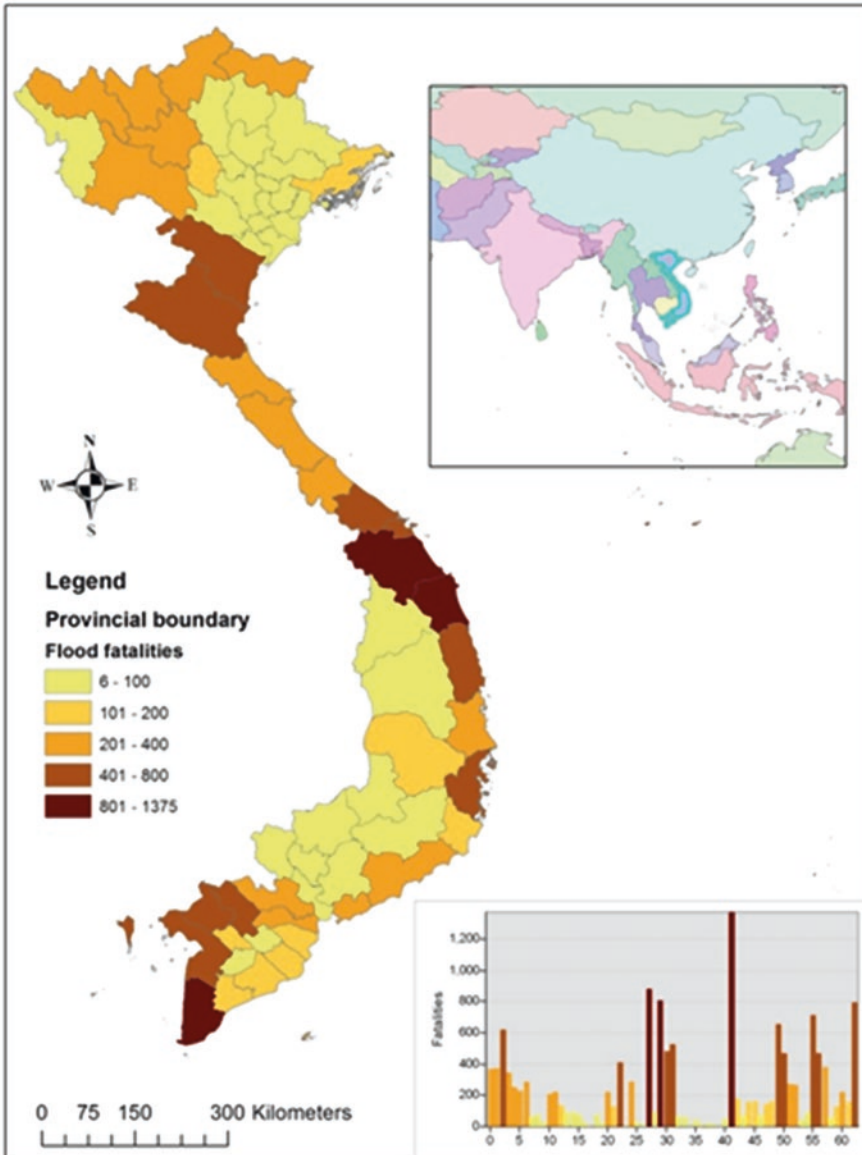 N
W E
S
Legend
Provincial boundary
Flood fatalities
6 - 100
101 - 200
201 - 400
401 - 800
801 - 1375
0 75 150 300 Kilometers
Fatalities
1,200
1,000
800
600
400
200
0
0 5 10 15 20 25 30 35 40 45 50 55 60